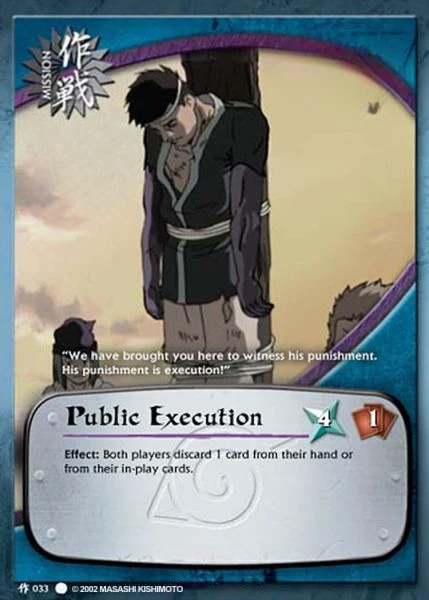 作戦
MISSION
"We have brought you here to witness his punishment.
His punishment is execution!"
Public Execution 4 1
Effect: Both players discard 1 card from their hand or
from their in-play cards.
作 033 © 2002 MASASHI KISHIMOTO